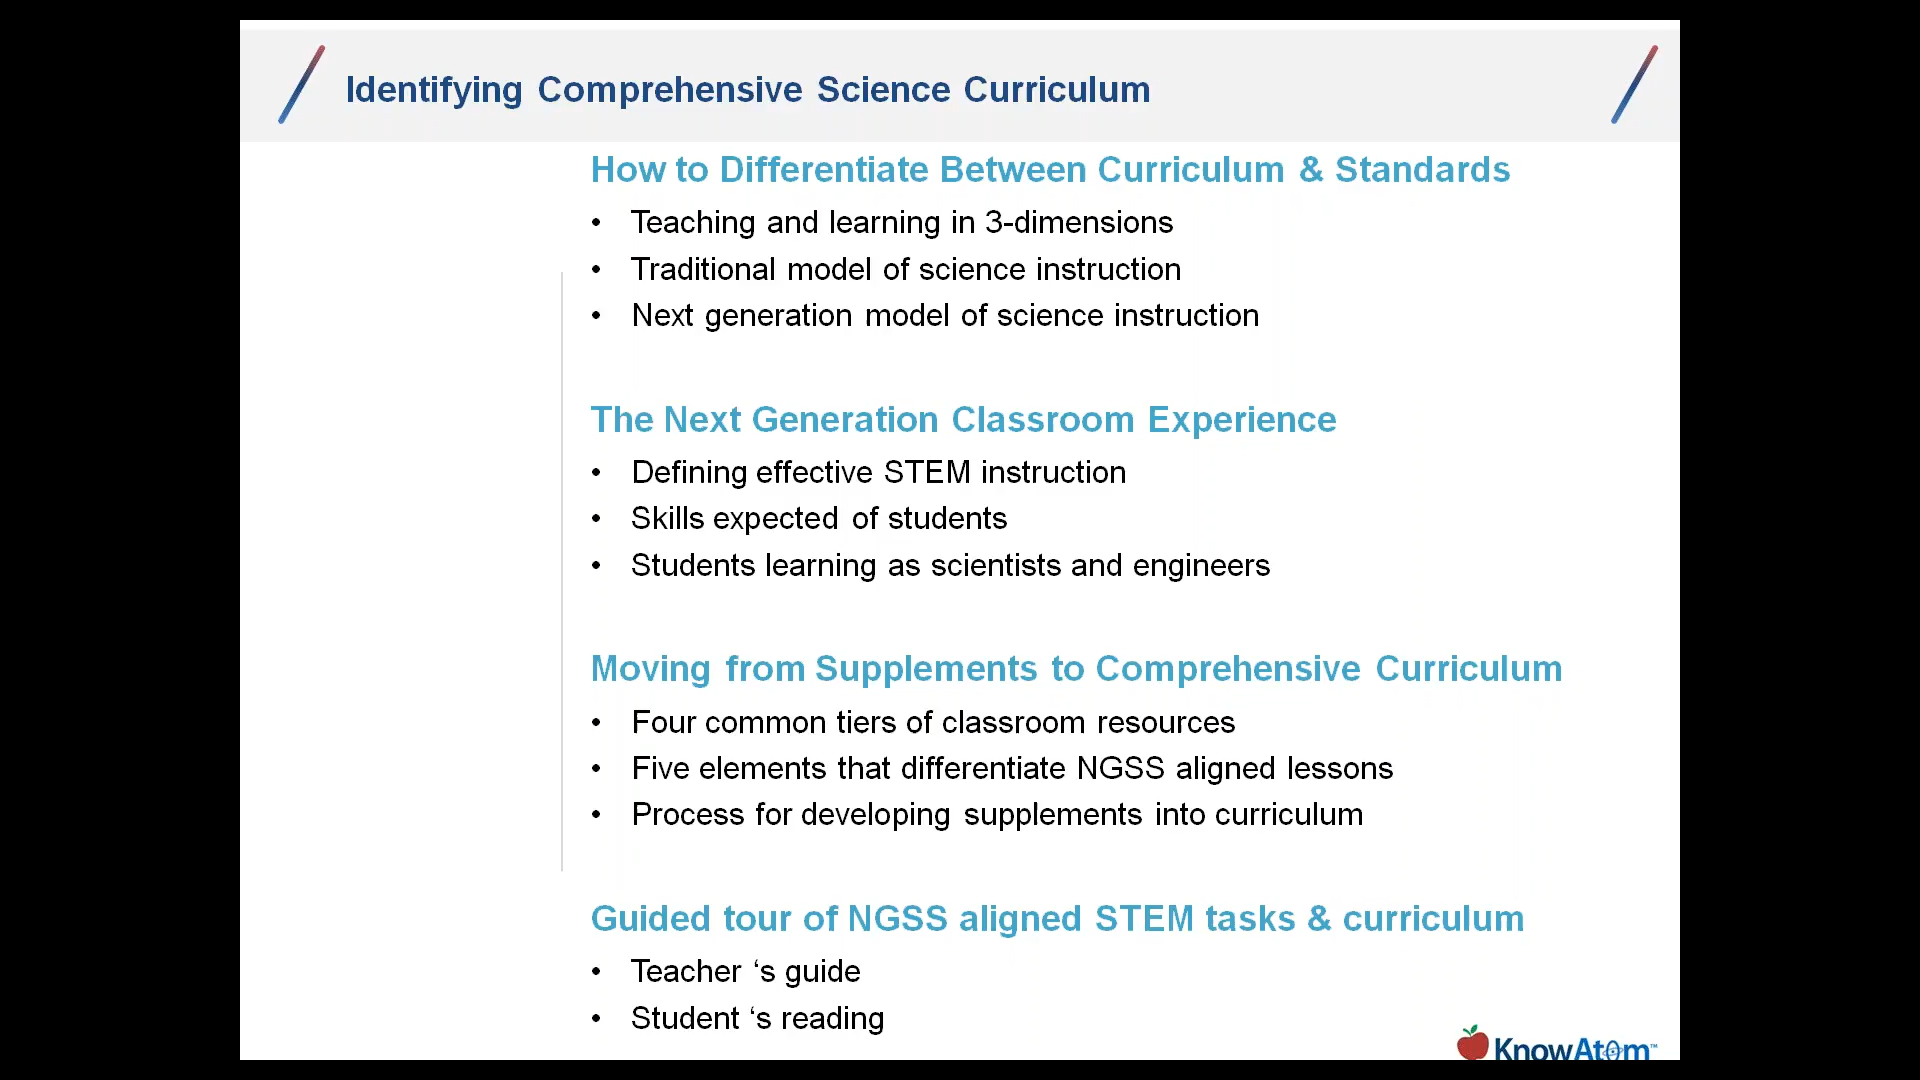 Identifying Comprehensive Science Curriculum
How to Differentiate Between Curriculum & Standards
• Teaching and learning in 3-dimensions
• Traditional model of science instruction
• Next generation model of science instruction
The Next Generation Classroom Experience
• Defining effective STEM instruction
• Skills expected of students
• Students learning as scientists and engineers
Moving from Supplements to Comprehensive Curriculum
• Four common tiers of classroom resources
• Five elements that differentiate NGSS aligned lessons
• Process for developing supplements into curriculum
Guided tour of NGSS aligned STEM tasks & curriculum
• Teacher ‘s guide
• Student ‘s reading
KnowAtom™